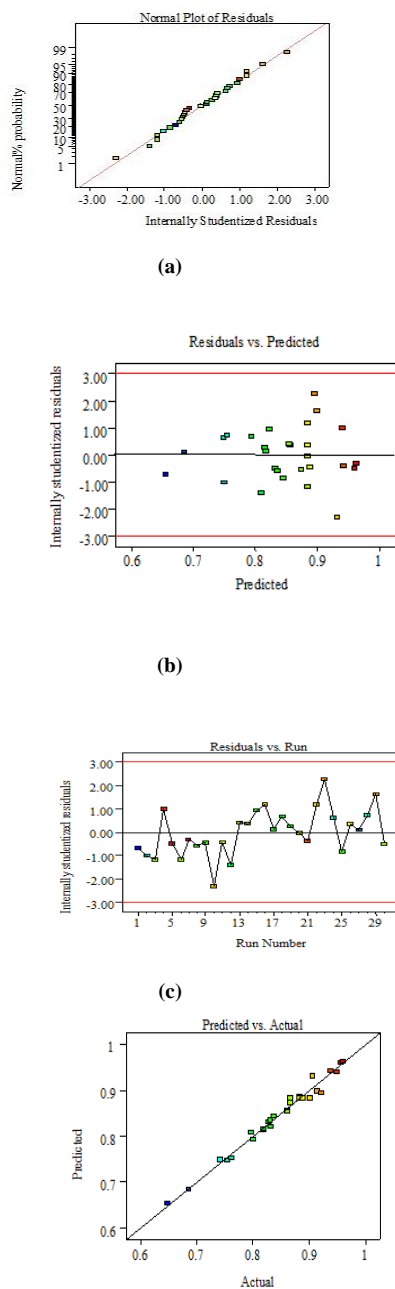 Normal Plot of Residuals
Normal% probability
99
95
90
80
70
50
30
20
10
5
1
-3.00 -2.00 -1.00 0.00 1.00 2.00 3.00
Internally Studentized Residuals
(a)
Residuals vs. Predicted
Internally studentized residuals
3.00
2.00
1.00
0.00
-1.00
-2.00
-3.00
0.6 0.7 0.8 0.9 1
Predicted
(b)
Residuals vs. Run
Internally studentized residuals
3.00
2.00
1.00
0.00
-1.00
-2.00
-3.00
1 5 9 13 17 21 25 29
Run Number
(c)
Predicted vs. Actual
Predicted
1
0.9
0.8
0.7
0.6
0.6 0.7 0.8 0.9 1
Actual